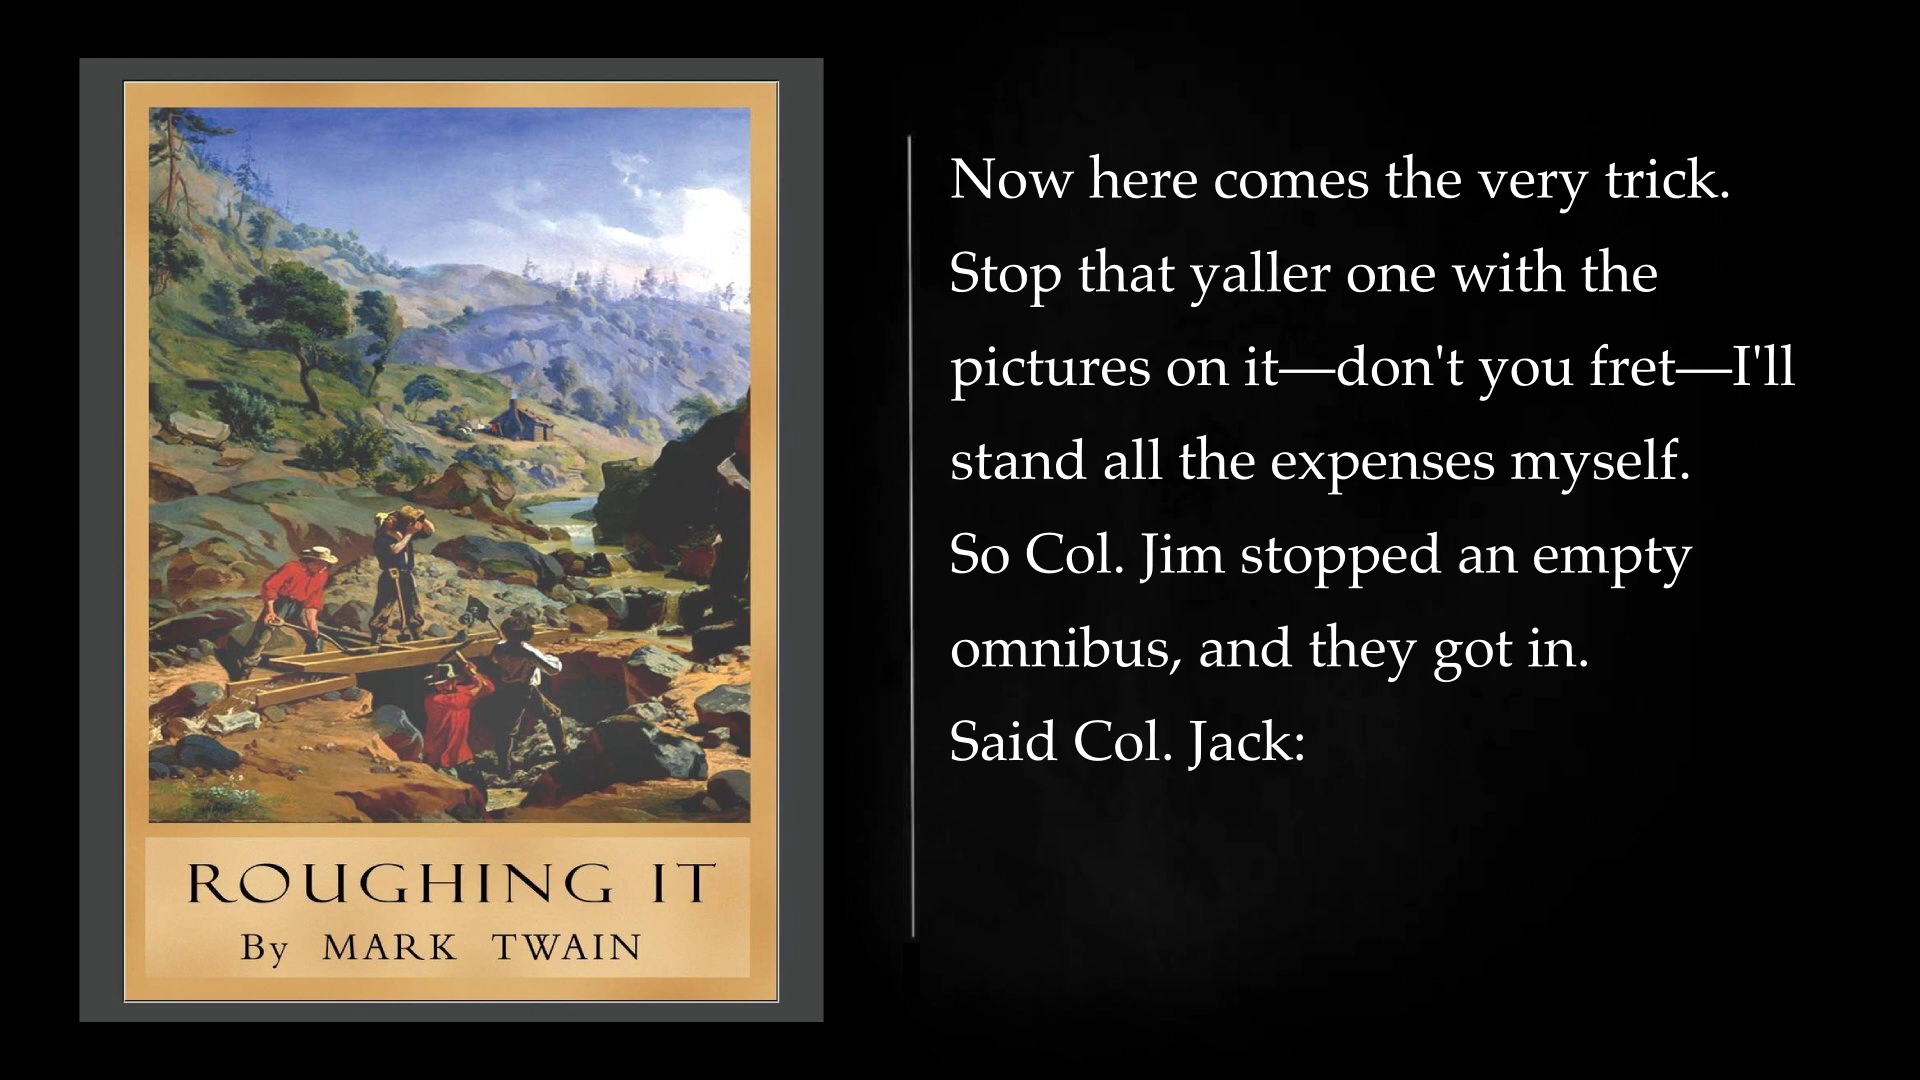 ROUGHING IT
By MARK TWAIN
Now here comes the very trick.
Stop that yaller one with the
pictures on it—don't you fret—I'll
stand all the expenses myself.
So Col. Jim stopped an empty
omnibus, and they got in.
Said Col. Jack: